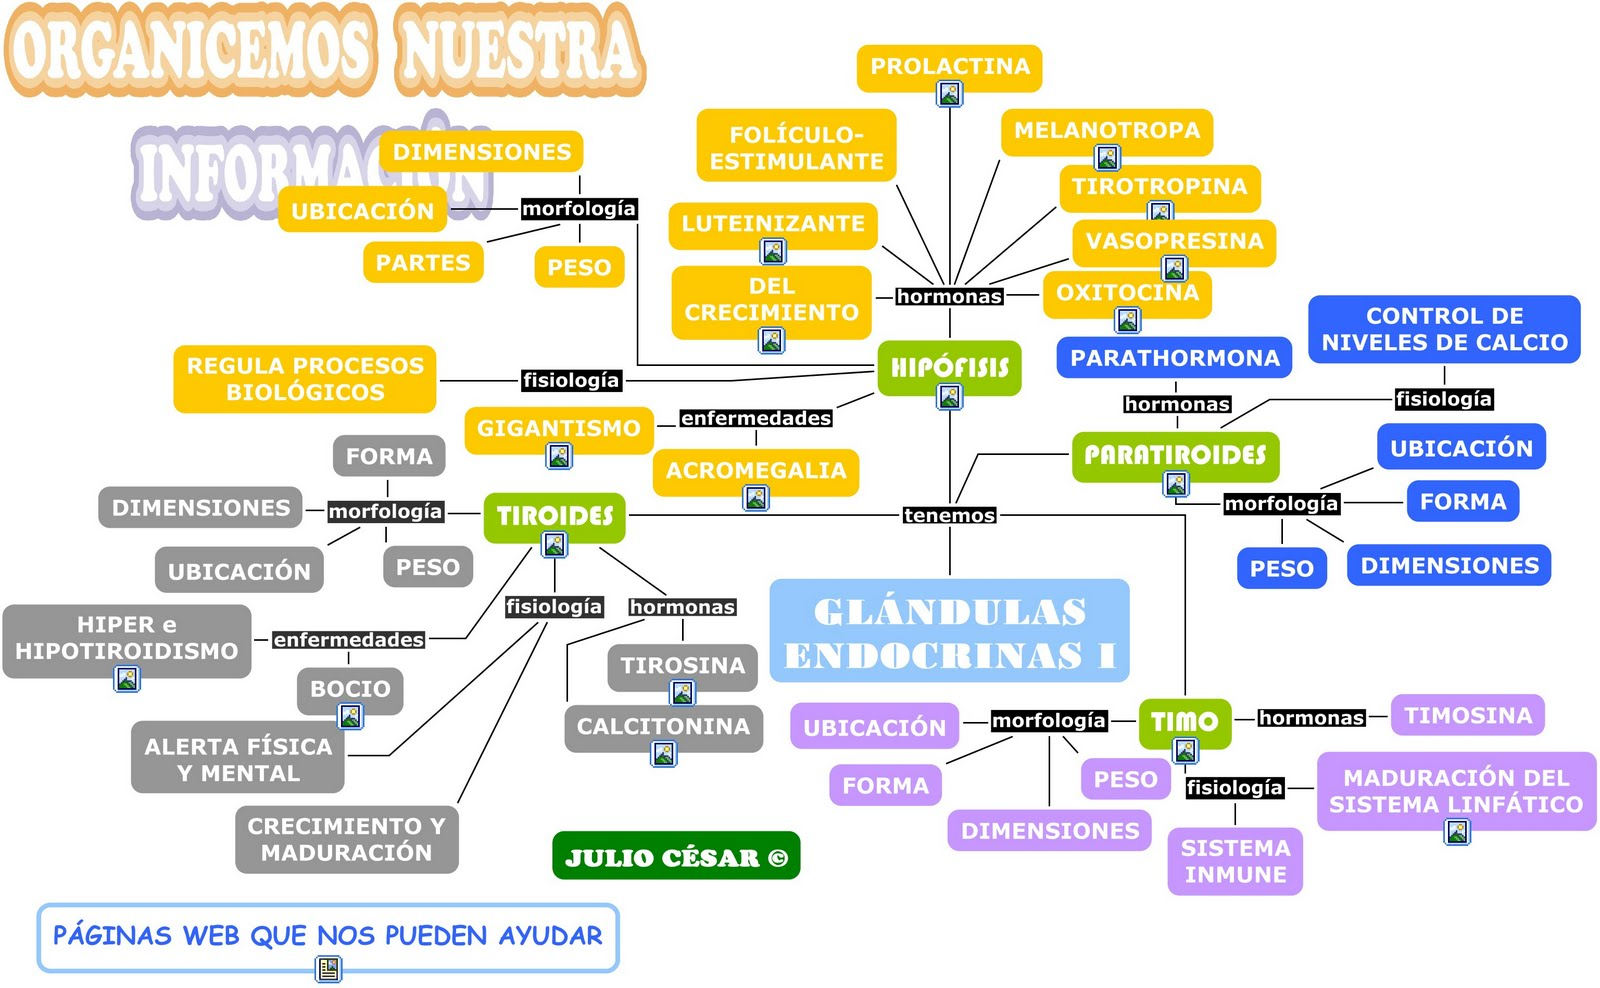 ORGANICEMOS NUESTRA
INFORMACIÓN
DIMENSIONES
UBICACIÓN
morfología
PARTES
PESO
PROLACTINA
FOLÍCULO-
ESTIMULANTE
MELANOTROPA
TIROTROPINA
LUTEINIZANTE
VASOPRESINA
DEL
CRECIMIENTO
hormonas
OXITOCINA
HIPÓFISIS
REGULA PROCESOS
BIOLÓGICOS
fisiología
GIGANTISMO
enfermedades
ACROMEGALIA
PARATHORMONA
CONTROL DE
NIVELES DE CALCIO
hormonas
fisiología
PARATIROIDES
UBICACIÓN
morfología
FORMA
PESO
DIMENSIONES
FORMA
DIMENSIONES
morfología
TIROIDES
tenemos
UBICACIÓN
PESO
fisiología
hormonas
HIPER e
HIPOTIROIDISMO
enfermedades
BOCIO
TIROSINA
CALCITONINA
ALERTA FÍSICA
Y MENTAL
CRECIMIENTO Y
MADURACIÓN
GLÁNDULAS
ENDOCRINAS I
UBICACIÓN
morfología
TIMO
hormonas
TIMOSINA
FORMA
PESO
fisiología
MADURACIÓN DEL
SISTEMA LINFÁTICO
DIMENSIONES
SISTEMA
INMUNE
JULIO CÉSAR ©
PÁGINAS WEB QUE NOS PUEDEN AYUDAR